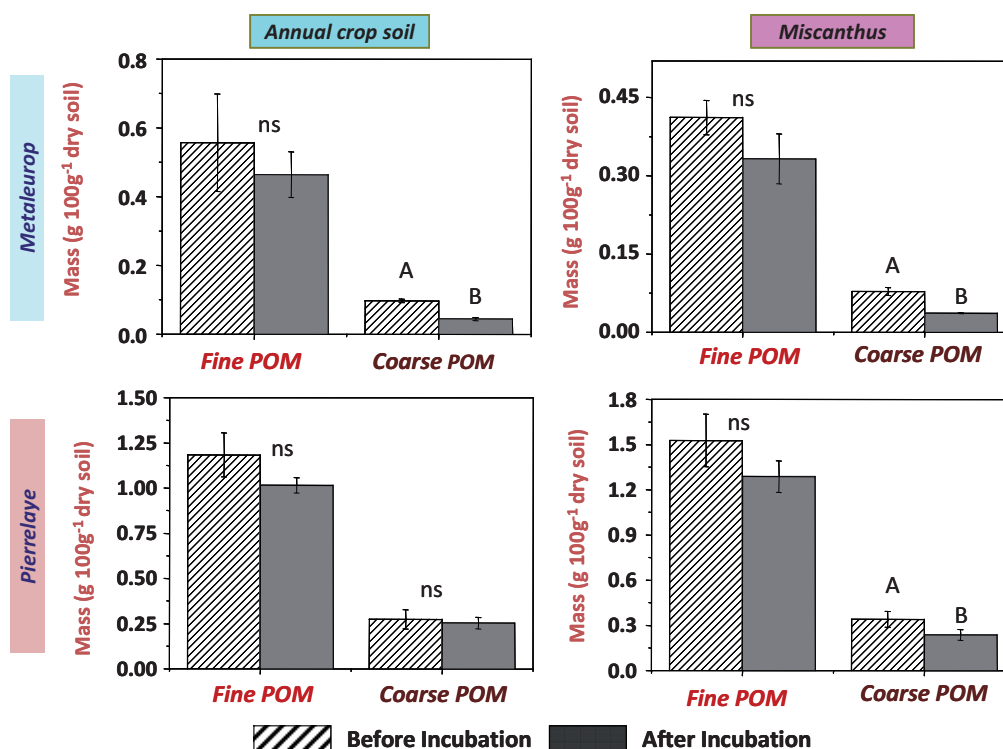 Annual crop soil
Miscanthus
Metaleurop
Mass (g 100g⁻¹ dry soil)
0.8
0.6
0.4
0.2
0.0
ns
A
B
Fine POM
Coarse POM
Mass (g 100g⁻¹ dry soil)
0.45
0.30
0.15
0.00
ns
A
B
Fine POM
Coarse POM
Pierrelaye
Mass (g 100g⁻¹ dry soil)
1.50
1.25
1.00
0.75
0.50
0.25
0.00
ns
ns
Fine POM
Coarse POM
Mass (g 100g⁻¹ dry soil)
1.8
1.5
1.2
0.9
0.6
0.3
0.0
ns
A
B
Fine POM
Coarse POM
Before Incubation
After Incubation